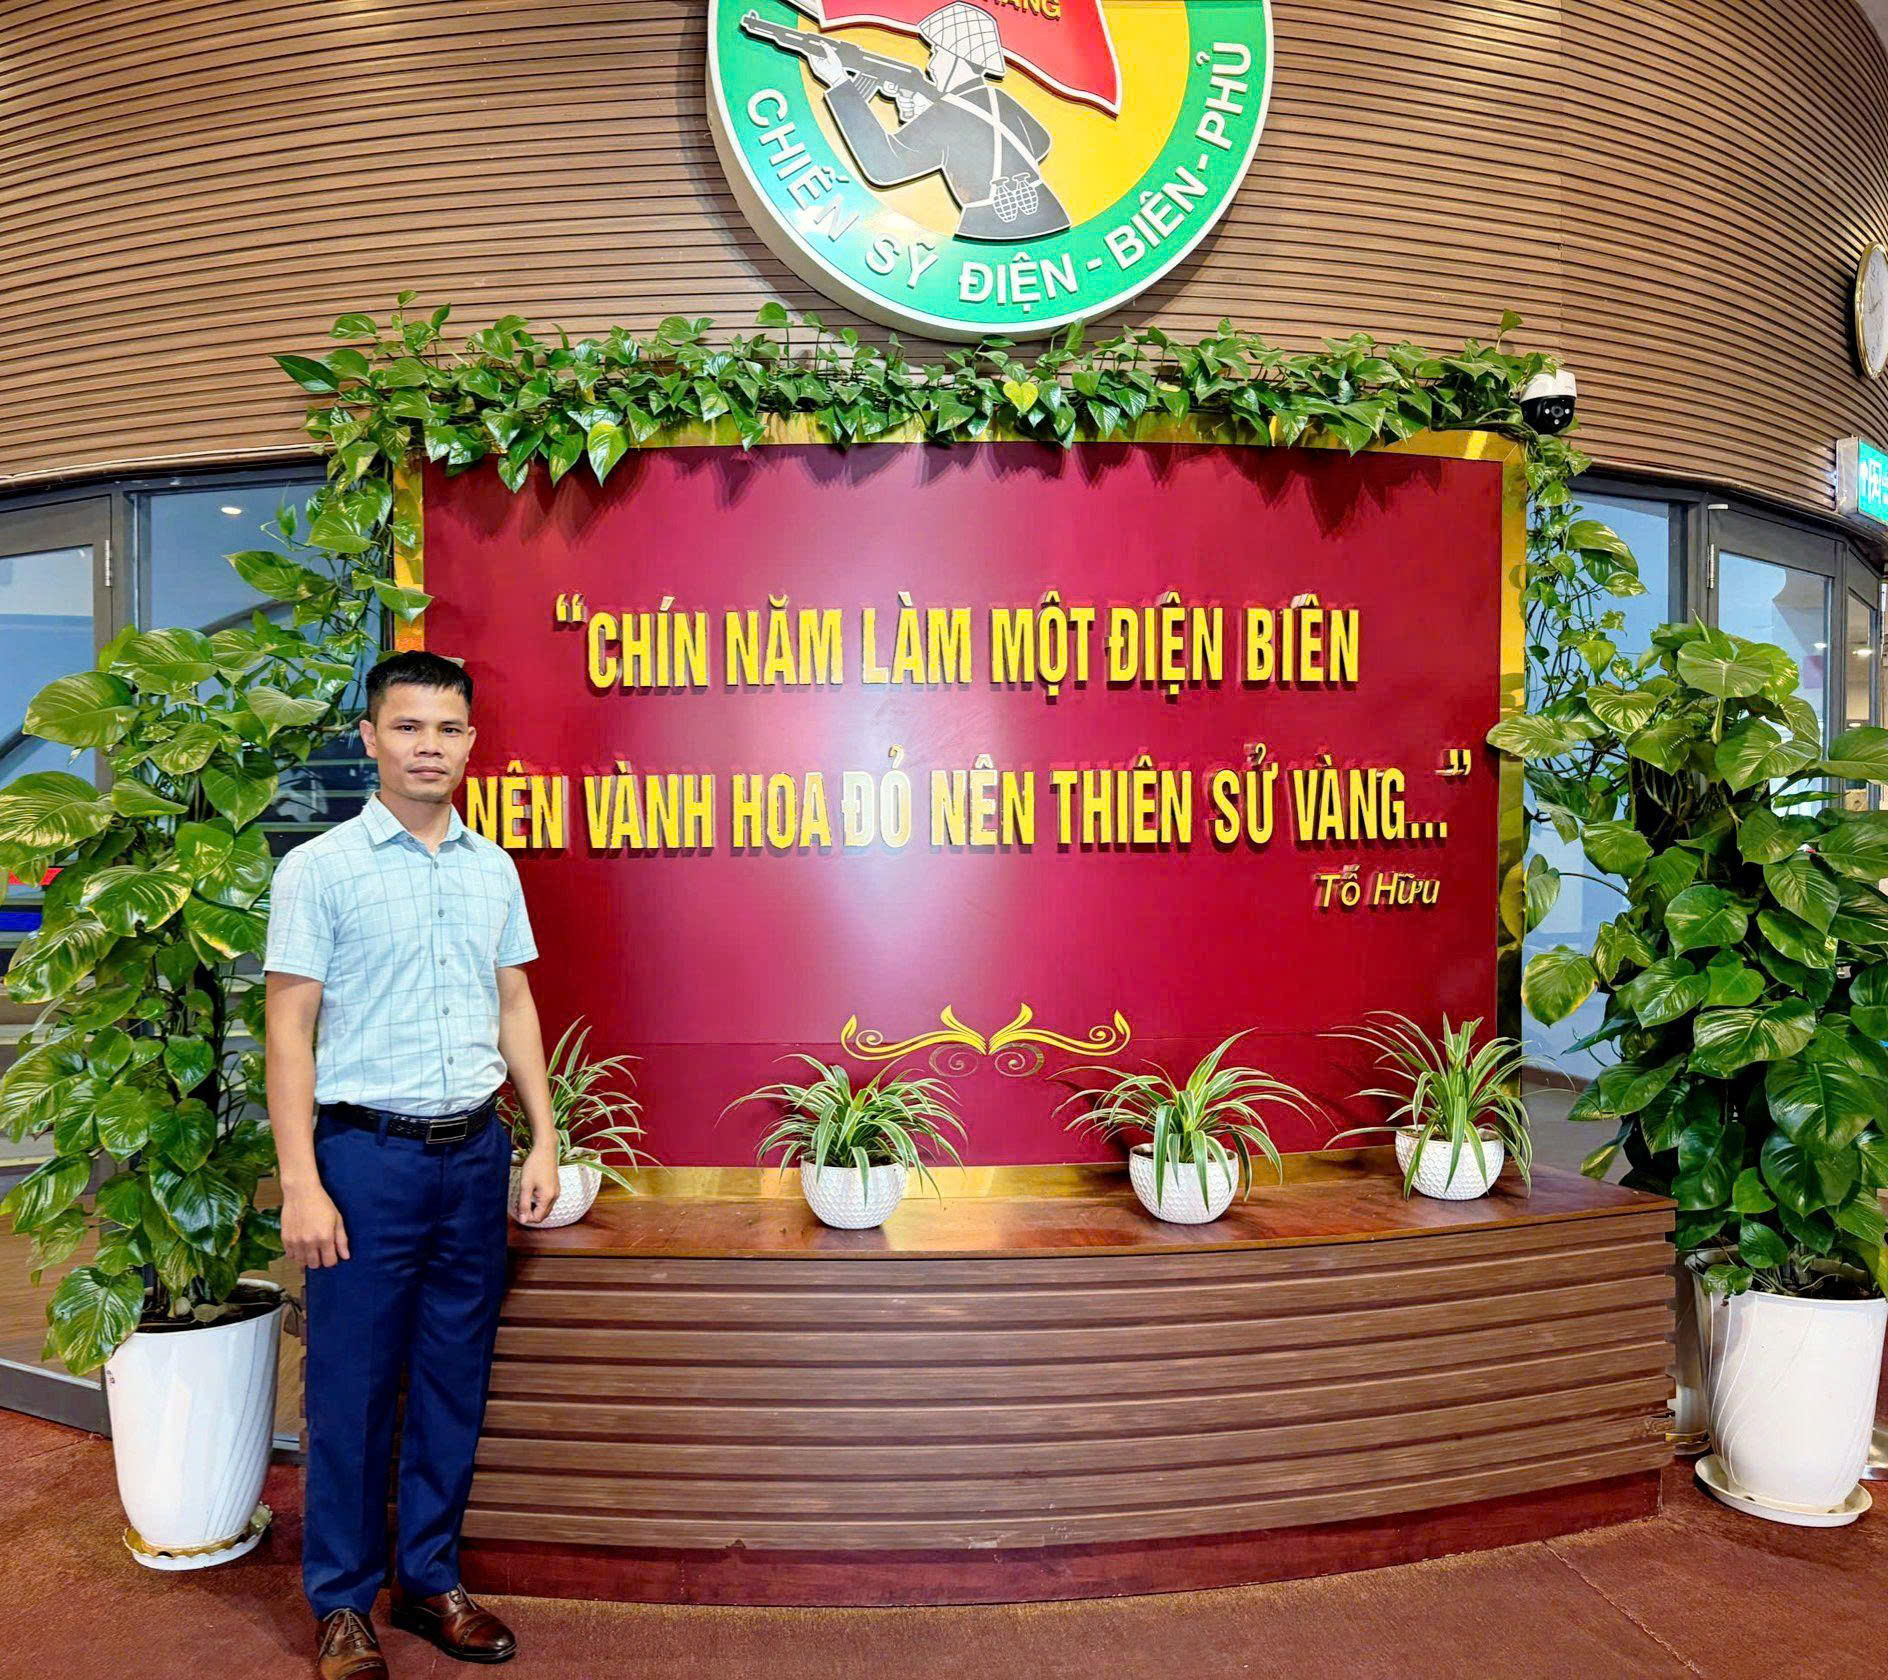 CHIẾN SỸ ĐIỆN - BIÊN - PHỦ
“CHÍN NĂM LÀM MỘT ĐIỆN BIÊN
NÊN VÀNH HOA ĐỎ NÊN THIÊN SỬ VÀNG...”
Tố Hữu